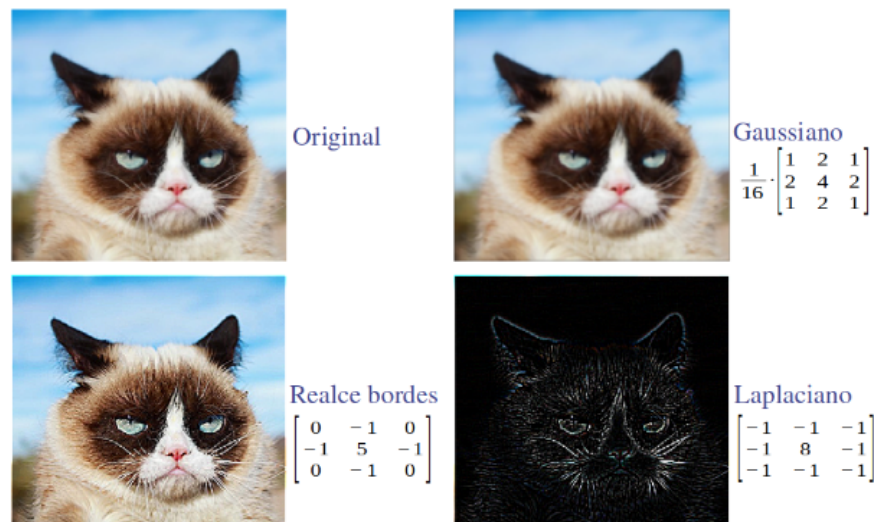 Original
Gaussiano
1/16 · [1 2 1
2 4 2
1 2 1]
Realce bordes
[0 −1 0
−1 5 −1
0 −1 0]
Laplaciano
[−1 −1 −1
−1 8 −1
−1 −1 −1]